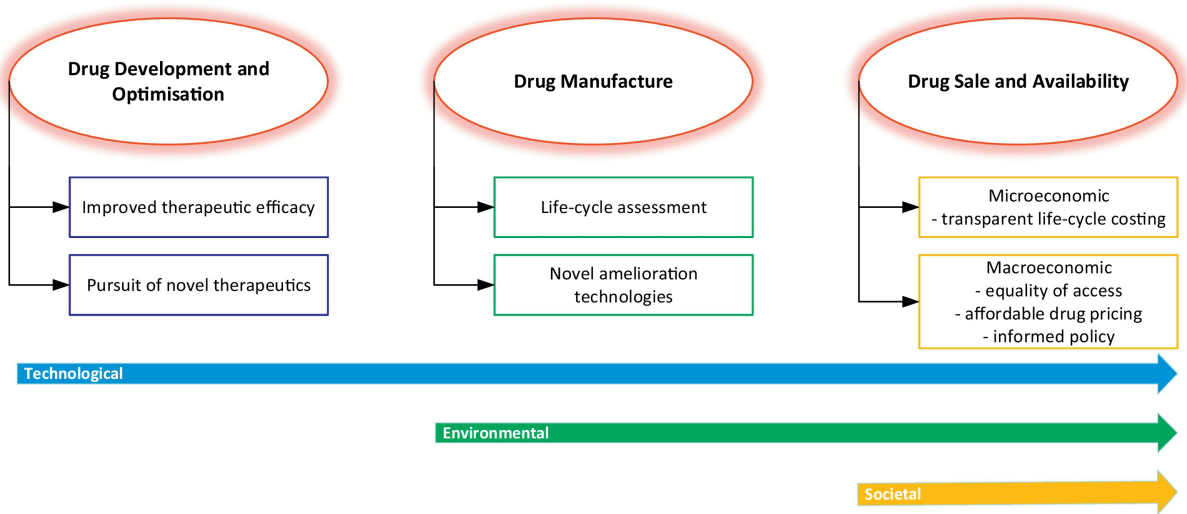 Drug Development and
Optimisation
Improved therapeutic efficacy
Pursuit of novel therapeutics
Drug Manufacture
Life-cycle assessment
Novel amelioration
technologies
Drug Sale and Availability
Microeconomic
- transparent life-cycle costing
Macroeconomic
- equality of access
- affordable drug pricing
- informed policy
Technological
Environmental
Societal